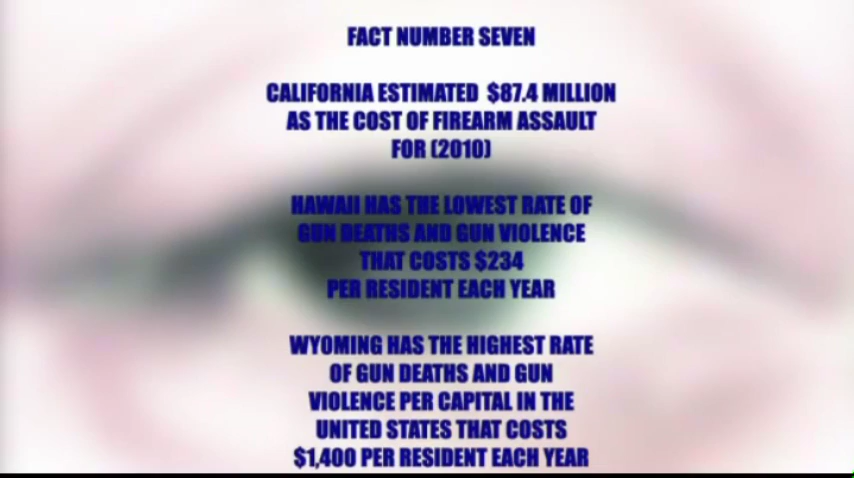 FACT NUMBER SEVEN
CALIFORNIA ESTIMATED $87.4 MILLION
AS THE COST OF FIREARM ASSAULT
FOR (2010)
HAWAII HAS THE LOWEST RATE OF
GUN DEATHS AND GUN VIOLENCE
THAT COSTS $234
PER RESIDENT EACH YEAR
WYOMING HAS THE HIGHEST RATE
OF GUN DEATHS AND GUN
VIOLENCE PER CAPITAL IN THE
UNITED STATES THAT COSTS
$1,400 PER RESIDENT EACH YEAR